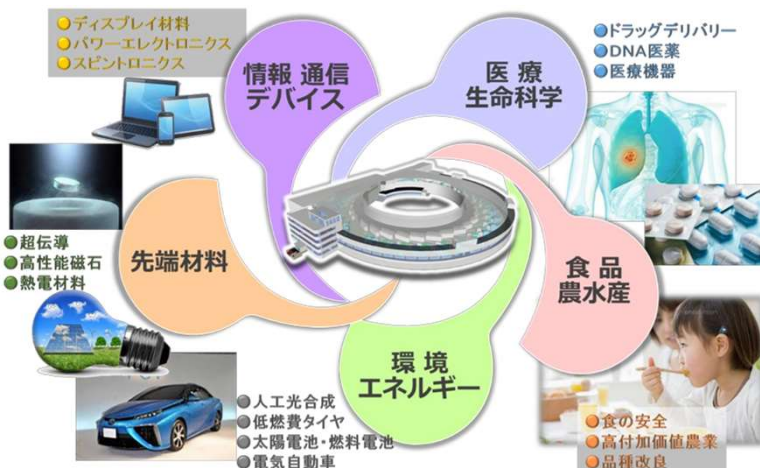 ディスプレイ材料
パワーエレクトロニクス
スピントロニクス
情報 通信
デバイス
医 療
生命科学
ドラッグデリバリー
DNA医薬
医療機器
超伝導
高性能磁石
熱電材料
先端材料
食 品
農水産
環 境
エネルギー
人工光合成
低燃費タイヤ
太陽電池・燃料電池
電気自動車
食の安全
高付加価値農業
品種改良